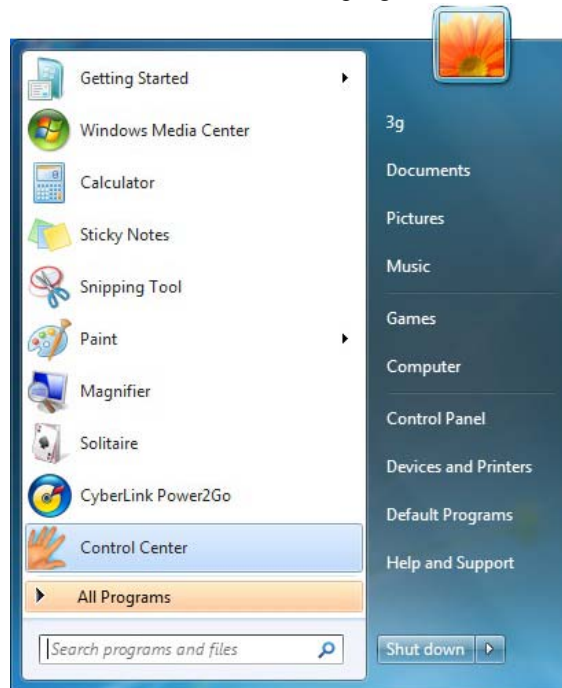 Getting Started
Windows Media Center
Calculator
Sticky Notes
Snipping Tool
Paint
Magnifier
Solitaire
CyberLink Power2Go
Control Center
All Programs
Search programs and files
3g
Documents
Pictures
Music
Games
Computer
Control Panel
Devices and Printers
Default Programs
Help and Support
Shut down